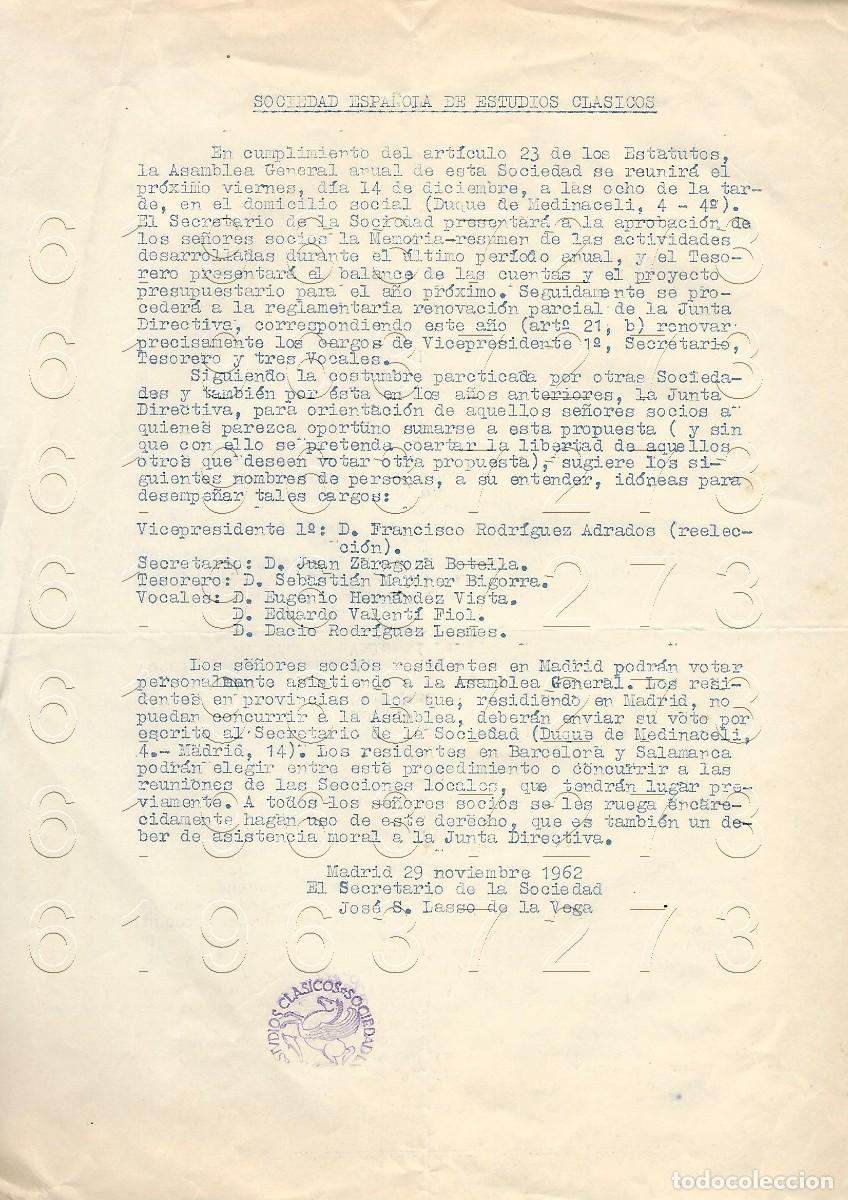 SOCIEDAD ESPAÑOLA DE ESTUDIOS CLASICOS
En cumplimiento del artículo 23 de los Estatutos,
la Asamblea General anual de esta Sociedad se reunirá el
próximo viernes, día 14 de diciembre, a las ocho de la tar-
de, en el domicilio social (Duque de Medinaceli, 4 - 4º).
El Secretario de la Sociedad presentará a la aprobación de
los señores socios la Memoria-resumen de las actividades
desarrolladas durante el último período anual, y el Teso-
rero presentará el balance de las cuentas y el proyecto
presupuestario para el año próximo. Seguidamente se pro-
cederá a la reglamentaria renovación parcial de la Junta
Directiva, correspondiendo este año (artº 21, b) renovar
precisamente los cargos de Vicepresidente 1º, Secretario,
Tesorero y tres Vocales.
Siguiendo la costumbre parcticada por otras Socieda-
des y también por ésta en los años anteriores, la Junta
Directiva, para orientación de aquellos señores socios a
quienes parezca oportuno sumarse a esta propuesta ( y sin
que con ello se pretenda coartar la libertad de aquellos
otros que deseen votar otra propuesta), sugiere los si-
guientes nombres de personas, a su entender, idóneas para
desempeñar tales cargos:
Vicepresidente 1º: D. Francisco Rodríguez Adrados (reelec-
ción).
Secretario: D. Juan Zaragoza Botella.
Tesorero: D. Sebastián Mariner Bigorra.
Vocales: D. Eugenio Hernández Vista.
D. Eduardo Valentí Fiol.
D. Dacio Rodríguez Lesmes.
Los señores socios residentes en Madrid podrán votar
personalmente asistiendo a la Asamblea General. Los resi-
dentes en provincias o los que, residiendo en Madrid, no
puedan concurrir a la Asamblea, deberán enviar su voto por
escrito al Secretario de la Sociedad (Duque de Medinaceli,
4.- Madrid, 14). Los residentes en Barcelona y Salamanca
podrán elegir entre este procedimiento o concurrir a las
reuniones de las Secciones locales, que tendrán lugar pre-
viamente. A todos los señores socios se les ruega encare-
cidamente hagan uso de este derecho, que es también un de-
ber de asistencia moral a la Junta Directiva.
Madrid 29 noviembre 1962
El Secretario de la Sociedad
José S. Lasso de la Vega
CLASICOS SOCIEDAD
619637273
todocoleccion